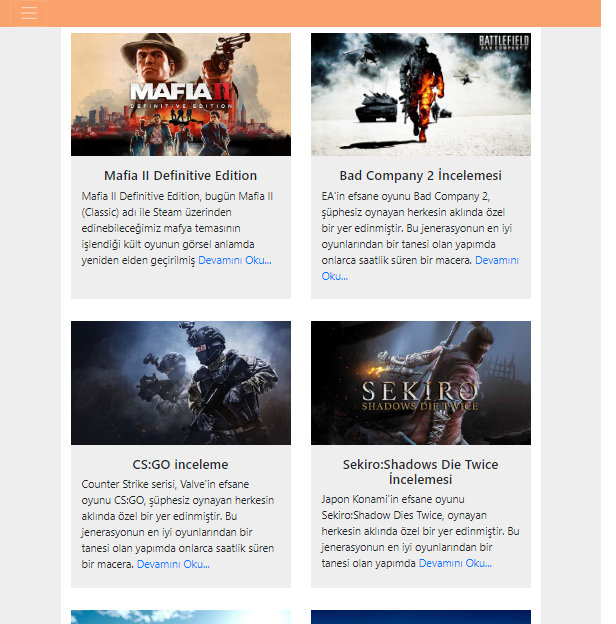 MAFIA II
DEFINITIVE EDITION
Mafia II Definitive Edition
Mafia II Definitive Edition, bugün Mafia II
(Classic) adı ile Steam üzerinden
edinebileceğimiz mafya temasının
işlendiği kült oyunun görsel anlamda
yeniden elden geçirilmiş Devamını Oku...
BATTLEFIELD
BAD COMPANY 2
Bad Company 2 İncelemesi
EA'in efsane oyunu Bad Company 2,
şüphesiz oynayan herkesin aklında özel
bir yer edinmiştir. Bu jenerasyonun en iyi
oyunlarından bir tanesi olan yapımda
onlarca saatlik süren bir macera. Devamını
Oku...
CS:GO inceleme
Counter Strike serisi, Valve'in efsane
oyunu CS:GO, şüphesiz oynayan herkesin
aklında özel bir yer edinmiştir. Bu
jenerasyonun en iyi oyunlarından bir
tanesi olan yapımda onlarca saatlik süren
bir macera. Devamını Oku...
SEKIRO
SHADOWS DIE TWICE
Sekiro:Shadows Die Twice
İncelemesi
Japon Konami'in efsane oyunu
Sekiro:Shadow Dies Twice, oynayan
herkesin aklında özel bir yer edinmiştir. Bu
jenerasyonun en iyi oyunlarından bir
tanesi olan yapımda Devamını Oku...